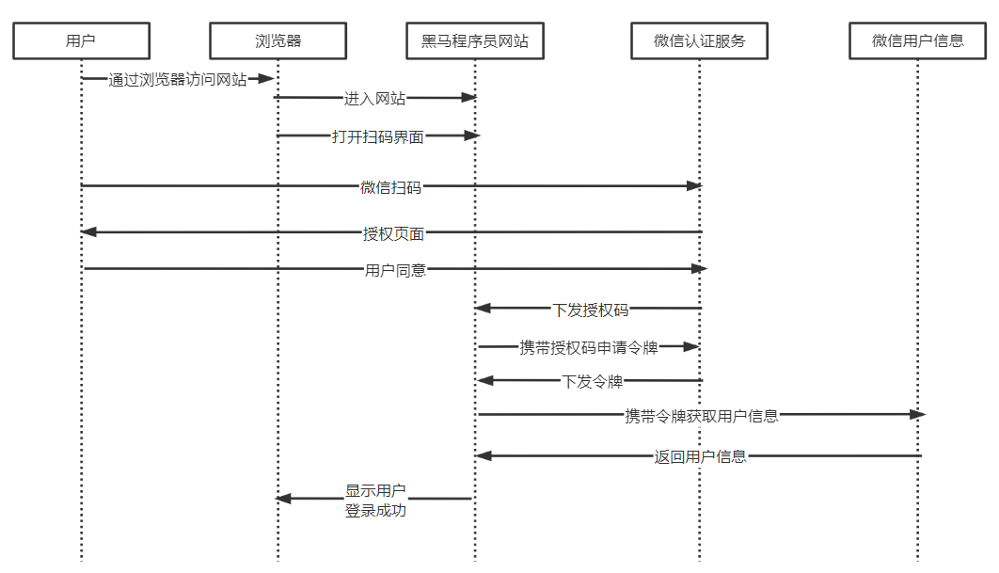 用户
浏览器
黑马程序员网站
微信认证服务
微信用户信息
通过浏览器访问网站
进入网站
打开扫码界面
微信扫码
授权页面
用户同意
下发授权码
携带授权码申请令牌
下发令牌
携带令牌获取用户信息
返回用户信息
显示用户
登录成功